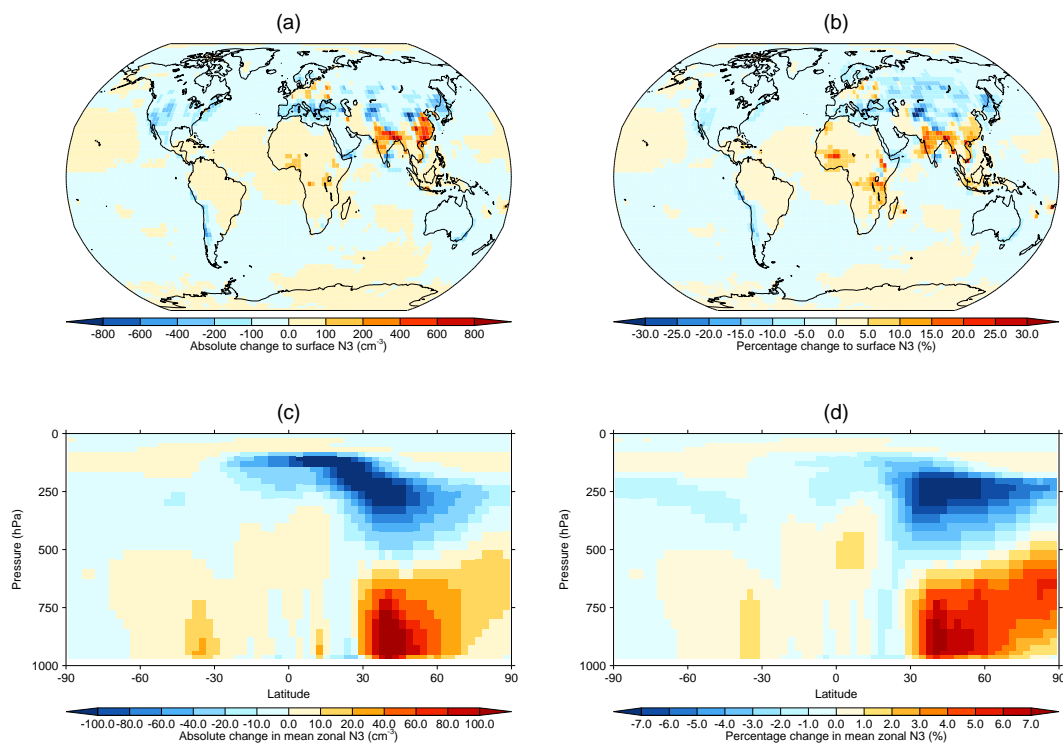 (a)
(b)
-800 -600 -400 -200 -100 0.0 100 200 400 600 800
Absolute change to surface N3 (cm-3)
-30.0 -25.0 -20.0 -15.0 -10.0 -5.0 0.0 5.0 10.0 15.0 20.0 25.0 30.0
Percentage change to surface N3 (%)
(c)
(d)
0
250
500
750
1000
Pressure (hPa)
-90 -60 -30 0 30 60 90
Latitude
-100.0 -80.0 -60.0 -40.0 -20.0 -10.0 0.0 10.0 20.0 40.0 60.0 80.0 100.0
Absolute change in mean zonal N3 (cm-3)
0
250
500
750
1000
Pressure (hPa)
-90 -60 -30 0 30 60 90
Latitude
-7.0 -6.0 -5.0 -4.0 -3.0 -2.0 -1.0 0.0 1.0 2.0 3.0 4.0 5.0 6.0 7.0
Percentage change in mean zonal N3 (%)